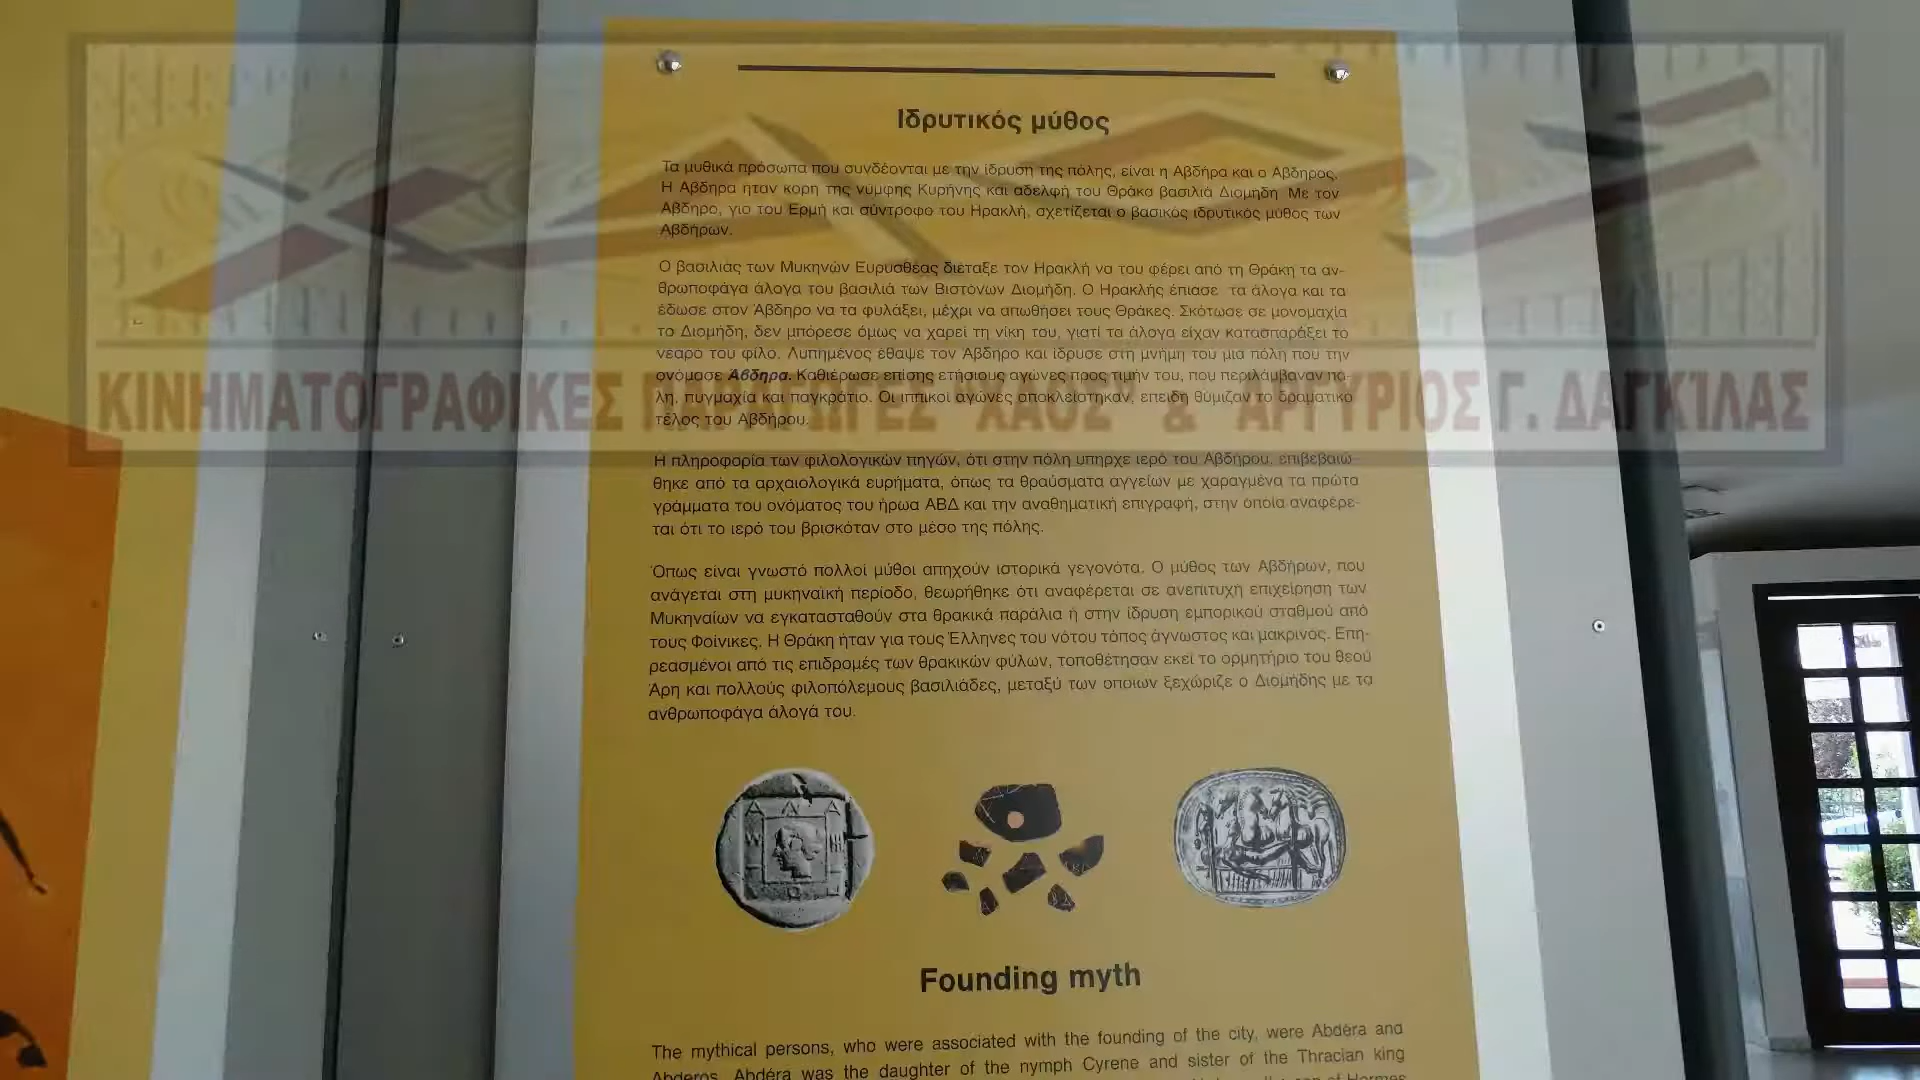 Ιδρυτικός μύθος
Τα μυθικά πρόσωπα που συνδέονται με την ίδρυση της πόλης, είναι η Αβδήρα και ο Άβδηρος.
Η Αβδήρα ήταν κόρη της νύμφης Κυρήνης και αδελφή του Θράκα βασιλιά Διομήδη. Με τον
Άβδηρο, γιο του Ερμή και σύντροφο του Ηρακλή, σχετίζεται ο βασικός ιδρυτικός μύθος των
Αβδήρων.
Ο βασιλιάς των Μυκηνών Ευρυσθέας διέταξε τον Ηρακλή να του φέρει από τη Θράκη τα αν-
θρωποφάγα άλογα του βασιλιά των Βιστόνων Διομήδη. Ο Ηρακλής έπιασε τα άλογα και τα
έδωσε στον Άβδηρο να τα φυλάξει, μέχρι να απωθήσει τους Θράκες. Σκότωσε σε μονομαχία
το Διομήδη, δεν μπόρεσε όμως να χαρεί τη νίκη του, γιατί τα άλογα είχαν κατασπαράξει το
νεαρό του φίλο. Λυπημένος έθαψε τον Άβδηρο και ίδρυσε στη μνήμη του μια πόλη που την
ονόμασε Άβδηρα. Καθιέρωσε επίσης ετήσιους αγώνες προς τιμήν του, που περιλάμβαναν πά-
λη, πυγμαχία και παγκράτιο. Οι ιππικοί αγώνες αποκλείστηκαν, επειδή θύμιζαν το δραματικό
τέλος του Αβδήρου.
ΚΙΝΗΜΑΤΟΓΡΑΦΙΚΕΣ ΠΑΡΑΓΩΓΕΣ "ΧΑΟΣ" & "ΑΡΓΥΡΙΟΣ Γ. ΔΑΓΚΊΛΑΣ
Η πληροφορία των φιλολογικών πηγών, ότι στην πόλη υπήρχε ιερό του Αβδήρου, επιβεβαιώ-
θηκε από τα αρχαιολογικά ευρήματα, όπως τα θραύσματα αγγείων με χαραγμένα τα πρώτα
γράμματα του ονόματος του ήρωα ΑΒΔ και την αναθηματική επιγραφή, στην οποία αναφέρε-
ται ότι το ιερό του βρισκόταν στο μέσο της πόλης.
Όπως είναι γνωστό πολλοί μύθοι απηχούν ιστορικά γεγονότα. Ο μύθος των Αβδήρων, που
ανάγεται στη μυκηναϊκή περίοδο, θεωρήθηκε ότι αναφέρεται σε ανεπιτυχή επιχείρηση των
Μυκηναίων να εγκατασταθούν στα θρακικά παράλια ή στην ίδρυση εμπορικού σταθμού από
τους Φοίνικες. Η Θράκη ήταν για τους Έλληνες του νότου τόπος άγνωστος και μακρινός. Επη-
ρεασμένοι από τις επιδρομές των θρακικών φύλων, τοποθέτησαν εκεί το ορμητήριο του θεού
Άρη και πολλούς φιλοπόλεμους βασιλιάδες, μεταξύ των οποίων ξεχώριζε ο Διομήδης με τα
ανθρωποφάγα άλογά του.
Founding myth
The mythical persons, who were associated with the founding of the city, were Abdéra and
Abderos. Abdéra was the daughter of the nymph Cyrene and sister of the Thracian king